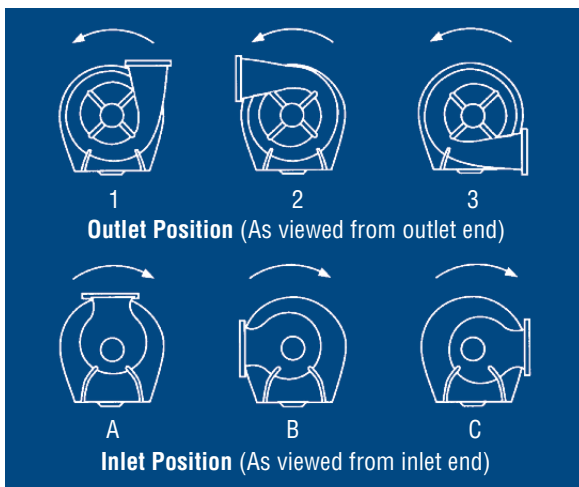 1 2 3
Outlet Position (As viewed from outlet end)
A B C
Inlet Position (As viewed from inlet end)